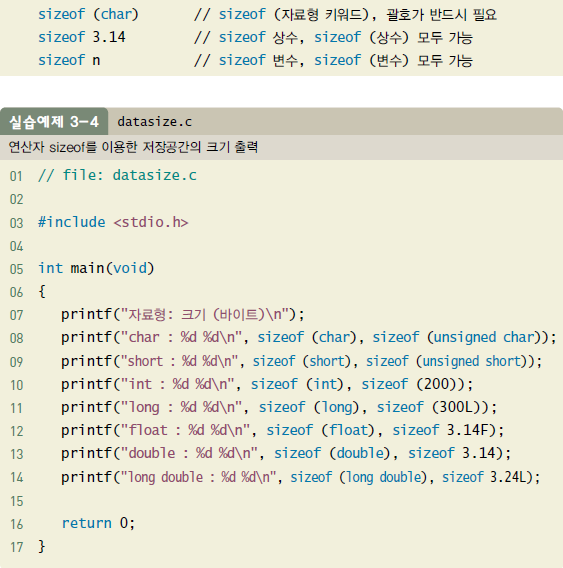 sizeof (char) // sizeof (자료형 키워드), 괄호가 반드시 필요
sizeof 3.14 // sizeof 상수, sizeof (상수) 모두 가능
sizeof n // sizeof 변수, sizeof (변수) 모두 가능
실습예제 3-4 datasize.c
연산자 sizeof를 이용한 저장공간의 크기 출력
01 // file: datasize.c
02
03 #include <stdio.h>
04
05 int main(void)
06 {
07 printf("자료형: 크기 (바이트)\n");
08 printf("char : %d %d\n", sizeof (char), sizeof (unsigned char));
09 printf("short : %d %d\n", sizeof (short), sizeof (unsigned short));
10 printf("int : %d %d\n", sizeof (int), sizeof (200));
11 printf("long : %d %d\n", sizeof (long), sizeof (300L));
12 printf("float : %d %d\n", sizeof (float), sizeof 3.14F);
13 printf("double : %d %d\n", sizeof (double), sizeof 3.14);
14 printf("long double : %d %d\n", sizeof (long double), sizeof 3.24L);
15
16 return 0;
17 }